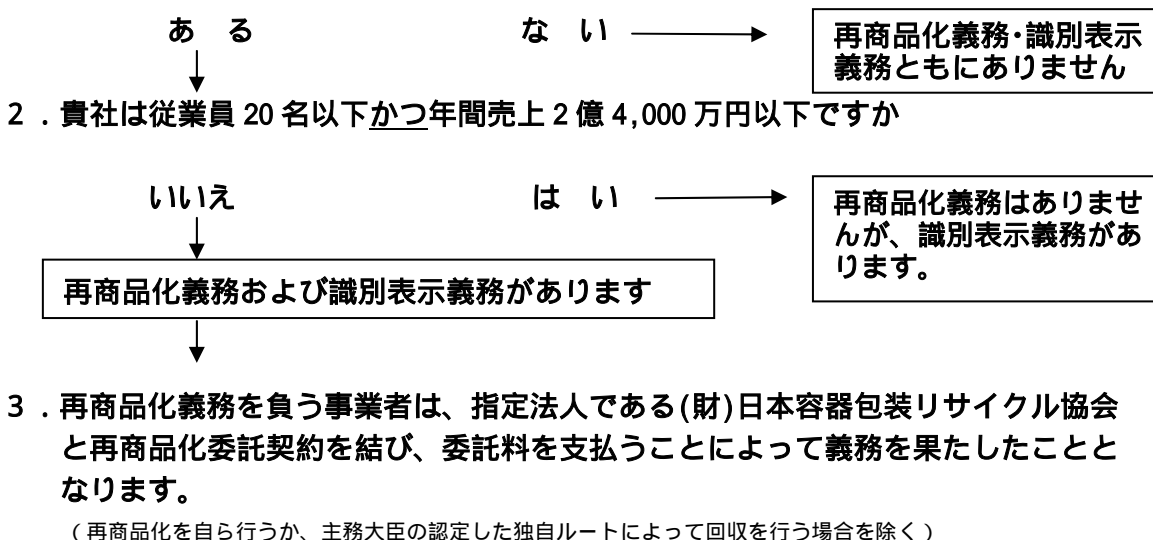 ある
ない
再商品化義務・識別表示
義務ともにありません
2．貴社は従業員20名以下かつ年間売上2億4,000万円以下ですか
いいえ
はい
再商品化義務はありませ
んが、識別表示義務があ
ります。
再商品化義務および識別表示義務があります
3．再商品化義務を負う事業者は、指定法人である(財)日本容器包装リサイクル協会
と再商品化委託契約を結び、委託料を支払うことによって義務を果たしたことと
なります。
（再商品化を自ら行うか、主務大臣の認定した独自ルートによって回収を行う場合を除く）